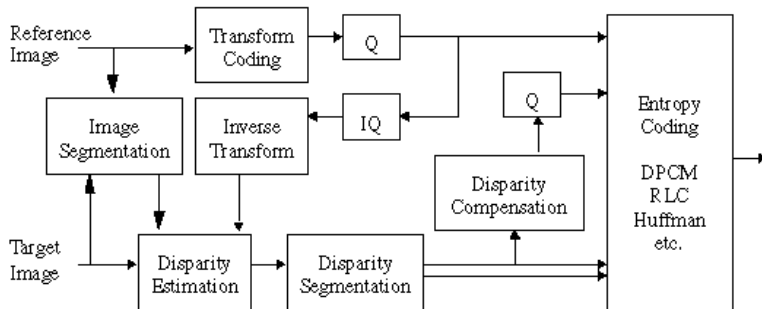 Reference
Image
Transform
Coding
Q
Q
Image
Segmentation
Inverse
Transform
IQ
Entropy
Coding
DPCM
RLC
Huffman
etc.
Disparity
Compensation
Target
Image
Disparity
Estimation
Disparity
Segmentation